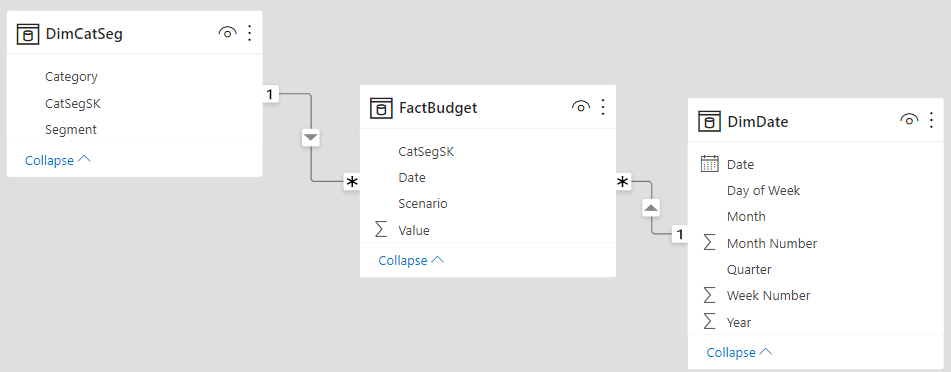 DimCatSeg
Category
CatSegSK
Segment
Collapse
1
*
FactBudget
CatSegSK
Date
Scenario
Σ Value
Collapse
*
1
DimDate
Date
Day of Week
Month
Σ Month Number
Quarter
Σ Week Number
Σ Year
Collapse